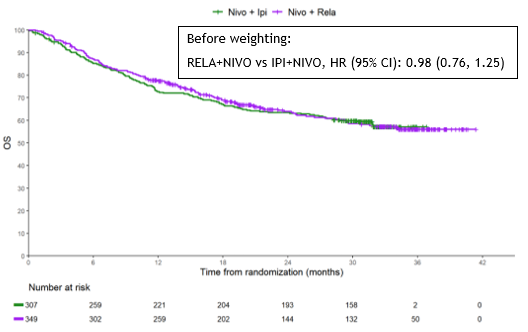 Nivo + Ipi Nivo + Rela
Before weighting:
RELA+NIVO vs IPI+NIVO, HR (95% CI): 0.98 (0.76, 1.25)
100
90
80
70
60
50
40
30
20
10
0
OS
0 6 12 18 24 30 36 42
Time from randomization (months)
Number at risk
307 259 221 204 193 158 2 0
349 302 259 202 144 132 50 0